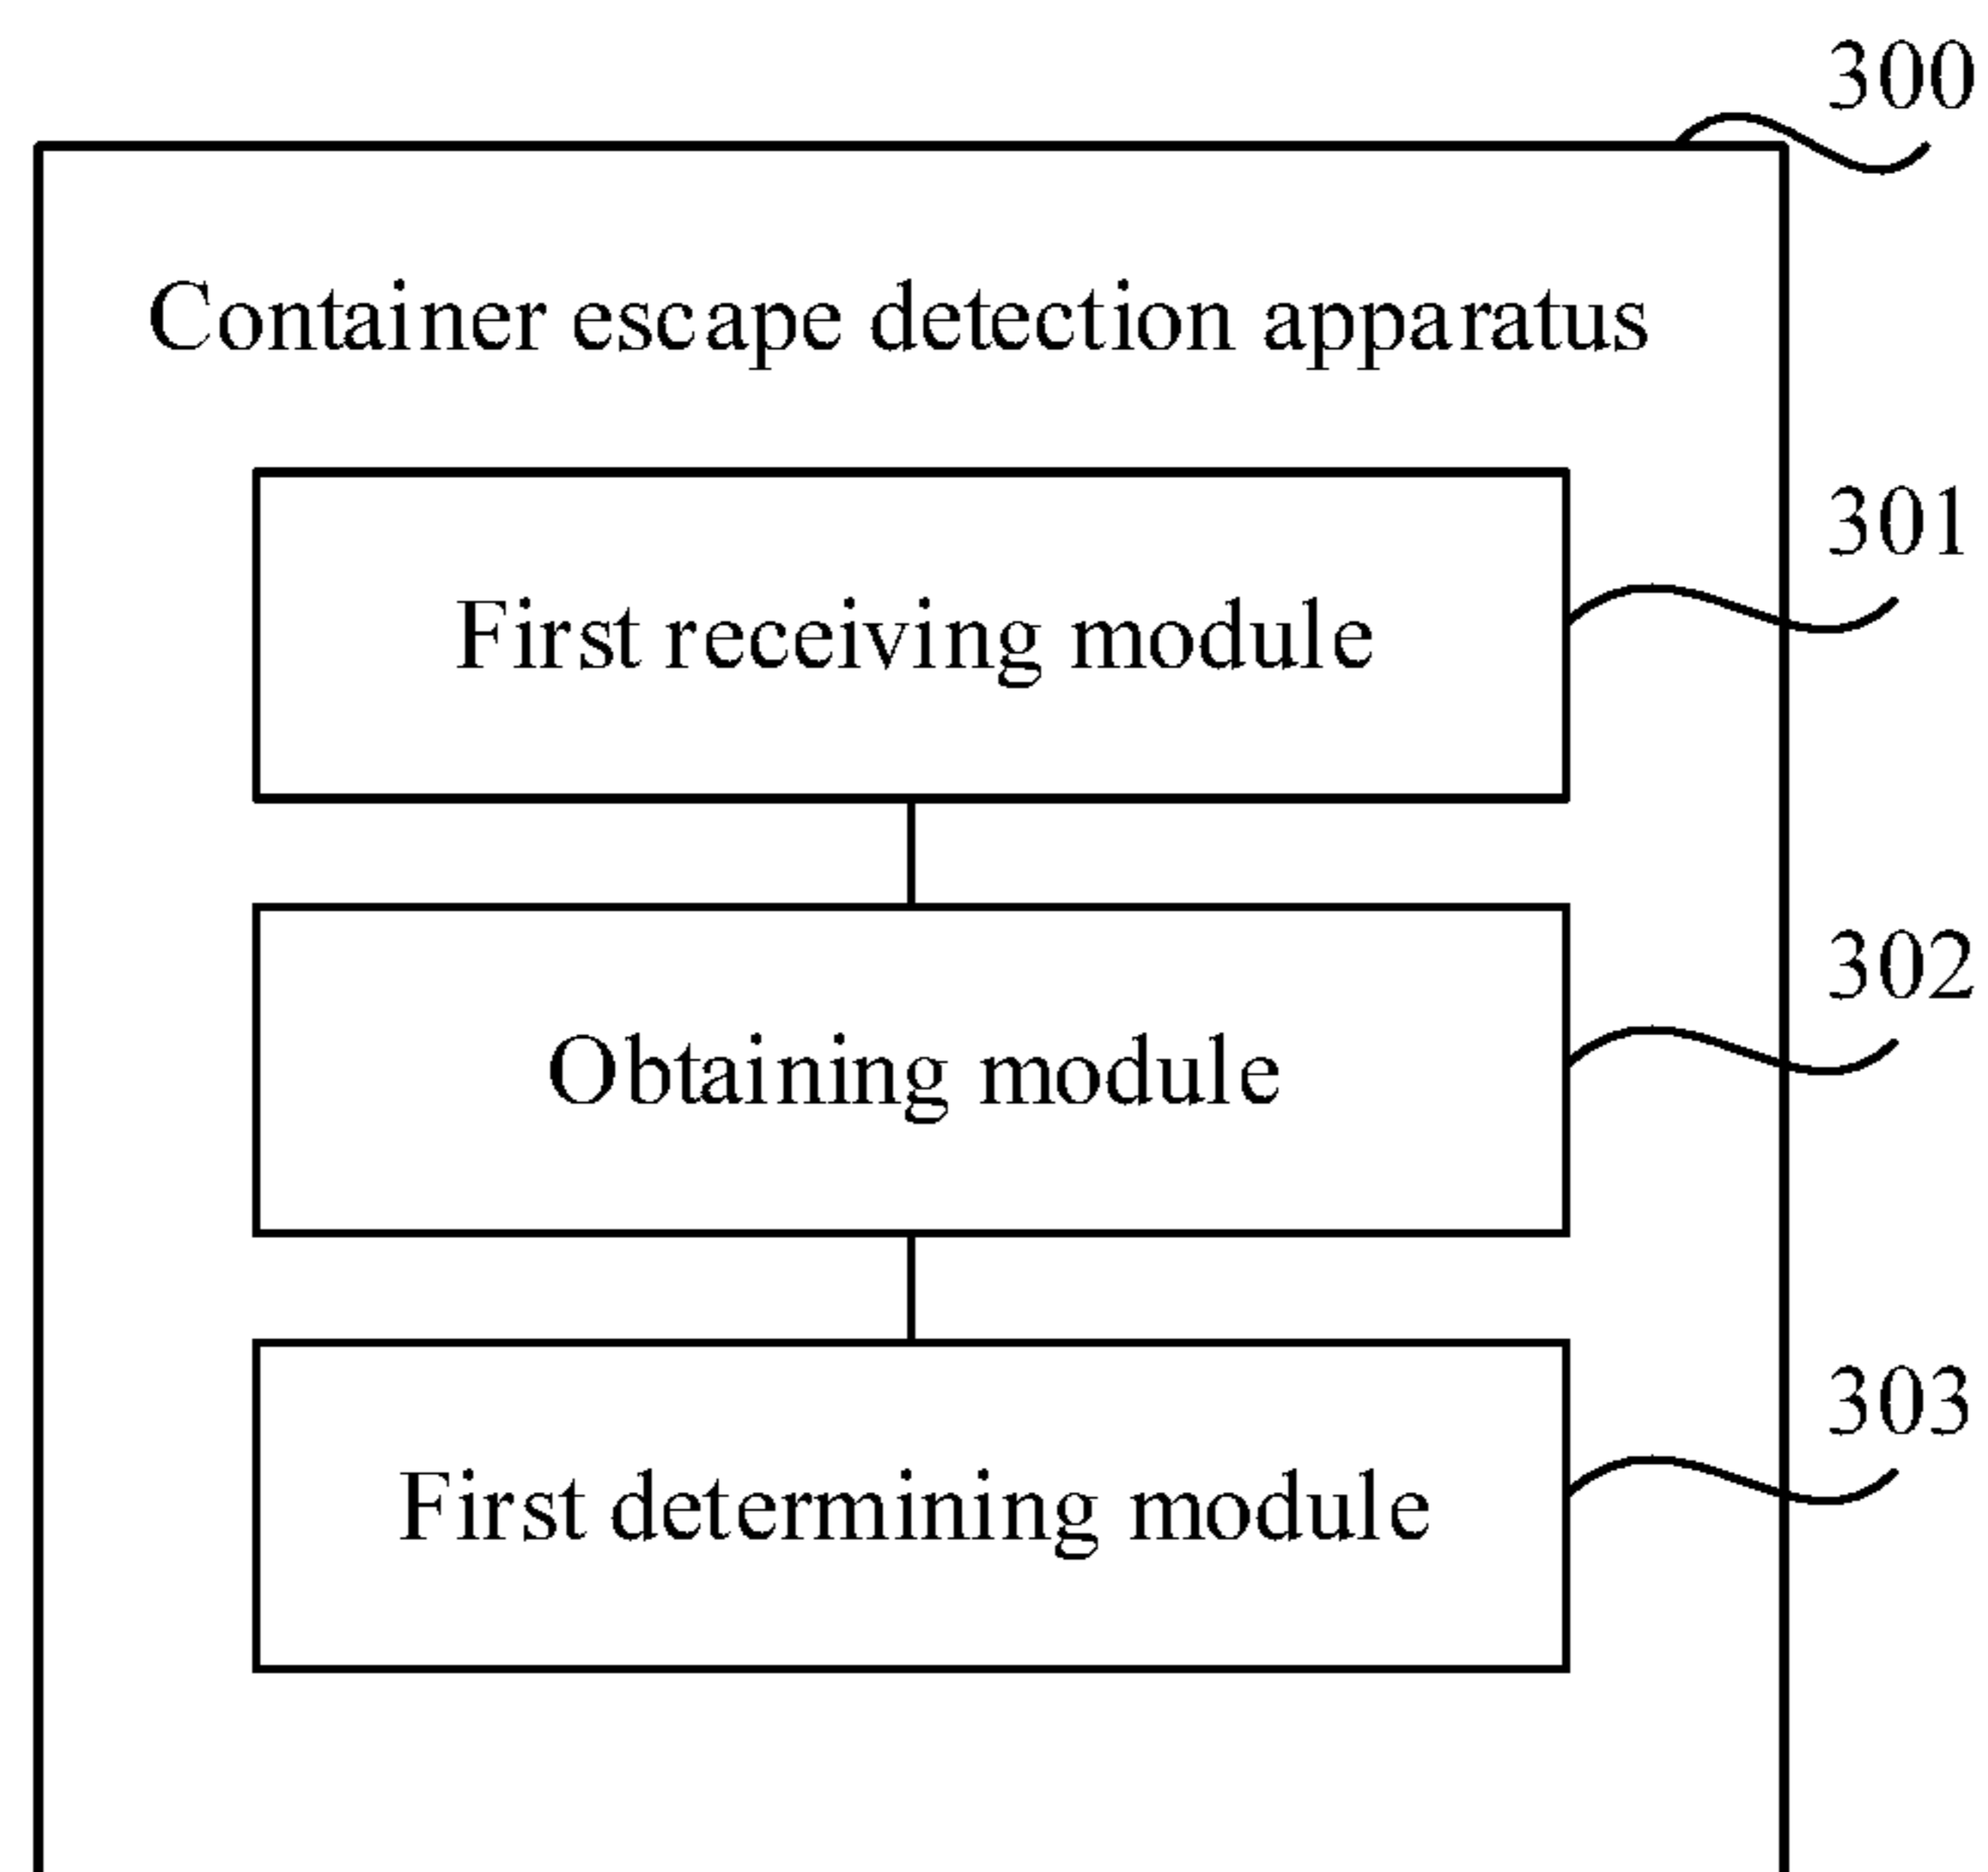 300
Container escape detection apparatus
301
First receiving module
302
Obtaining module
303
First determining module